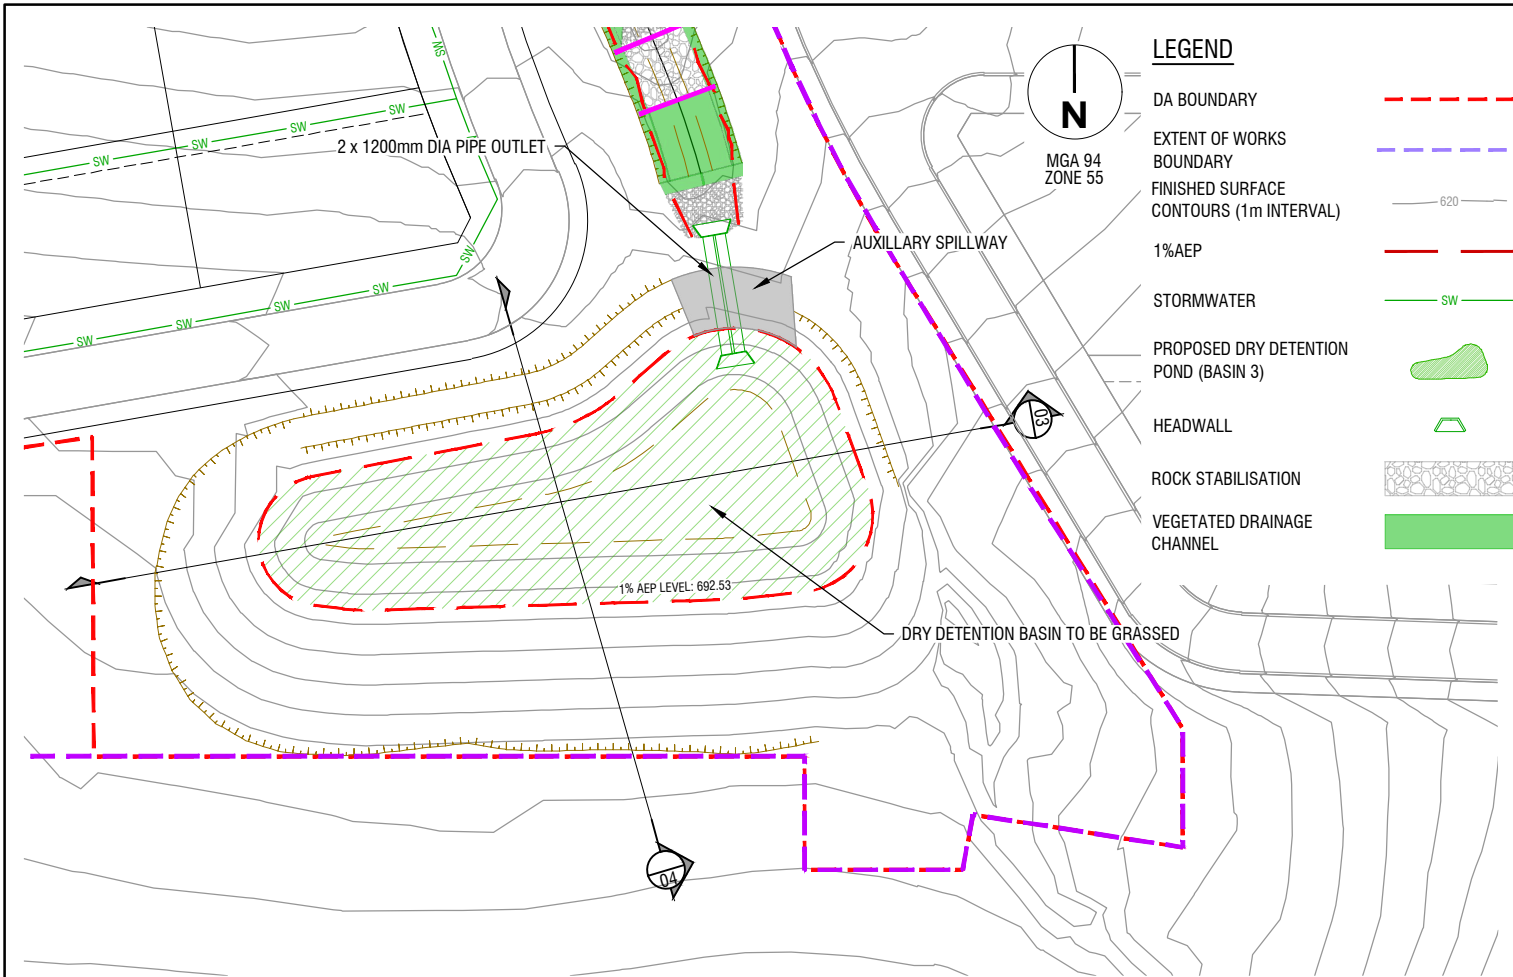 SW
SW
SW
SW
2 x 1200mm DIA PIPE OUTLET
AUXILLARY SPILLWAY
SW
SW
SW
SW
SW
03
1% AEP LEVEL: 692.53
DRY DETENTION BASIN TO BE GRASSED
04
N
MGA 94
ZONE 55
LEGEND
DA BOUNDARY
EXTENT OF WORKS
BOUNDARY
FINISHED SURFACE
CONTOURS (1m INTERVAL)
620
1%AEP
STORMWATER
SW
PROPOSED DRY DETENTION
POND (BASIN 3)
HEADWALL
ROCK STABILISATION
VEGETATED DRAINAGE
CHANNEL